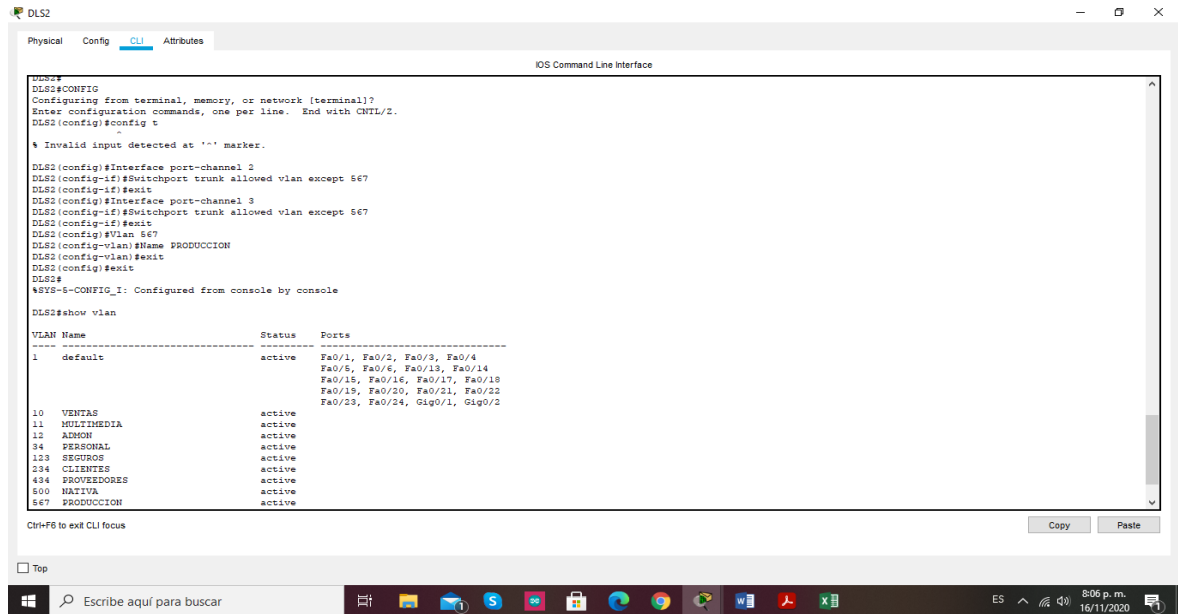 DLS2
Physical Config CLI Attributes
IOS Command Line Interface
DLS2#
DLS2#CONFIG
Configuring from terminal, memory, or network [terminal]?
Enter configuration commands, one per line.  End with CNTL/Z.
DLS2(config)#config t
^
% Invalid input detected at '^' marker.
DLS2(config)#Interface port-channel 2
DLS2(config-if)#Switchport trunk allowed vlan except 567
DLS2(config-if)#exit
DLS2(config)#Interface port-channel 3
DLS2(config-if)#Switchport trunk allowed vlan except 567
DLS2(config-if)#exit
DLS2(config)#Vlan 567
DLS2(config-vlan)#Name PRODUCCION
DLS2(config-vlan)#exit
DLS2(config)#exit
DLS2#
%SYS-5-CONFIG_I: Configured from console by console
DLS2#show vlan
VLAN Name Status Ports
---- -------------------------------- --------- -------------------------------
1 default active Fa0/1, Fa0/2, Fa0/3, Fa0/4
Fa0/5, Fa0/6, Fa0/13, Fa0/14
Fa0/15, Fa0/16, Fa0/17, Fa0/18
Fa0/19, Fa0/20, Fa0/21, Fa0/22
Fa0/23, Fa0/24, Gig0/1, Gig0/2
10 VENTAS active
11 MULTIMEDIA active
12 ADMON active
34 PERSONAL active
123 SEGUROS active
234 CLIENTES active
434 PROVEEDORES active
500 NATIVA active
567 PRODUCCION active
Ctrl+F6 to exit CLI focus
Copy Paste
Top
Escribe aquí para buscar
ES
8:06 p. m.
16/11/2020